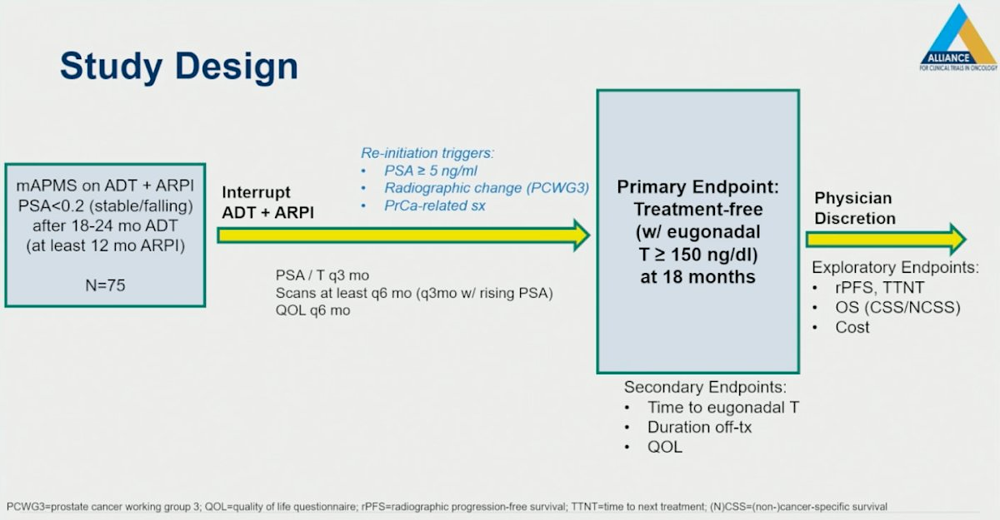 Study Design
ALLIANCE
FOR CLINICAL TRIALS IN ONCOLOGY
mAPMS on ADT + ARPI
PSA<0.2 (stable/falling)
after 18-24 mo ADT
(at least 12 mo ARPI)
N=75
Interrupt
ADT + ARPI
Re-initiation triggers:
• PSA ≥ 5 ng/ml
• Radiographic change (PCWG3)
• PrCa-related sx
PSA / T q3 mo
Scans at least q6 mo (q3mo w/ rising PSA)
QOL q6 mo
Primary Endpoint:
Treatment-free
(w/ eugonadal
T ≥ 150 ng/dl)
at 18 months
Secondary Endpoints:
• Time to eugonadal T
• Duration off-tx
• QOL
Physician
Discretion
Exploratory Endpoints:
• rPFS, TTNT
• OS (CSS/NCSS)
• Cost
PCWG3=prostate cancer working group 3; QOL=quality of life questionnaire; rPFS=radiographic progression-free survival; TTNT=time to next treatment; (N)CSS=(non-)cancer-specific survival